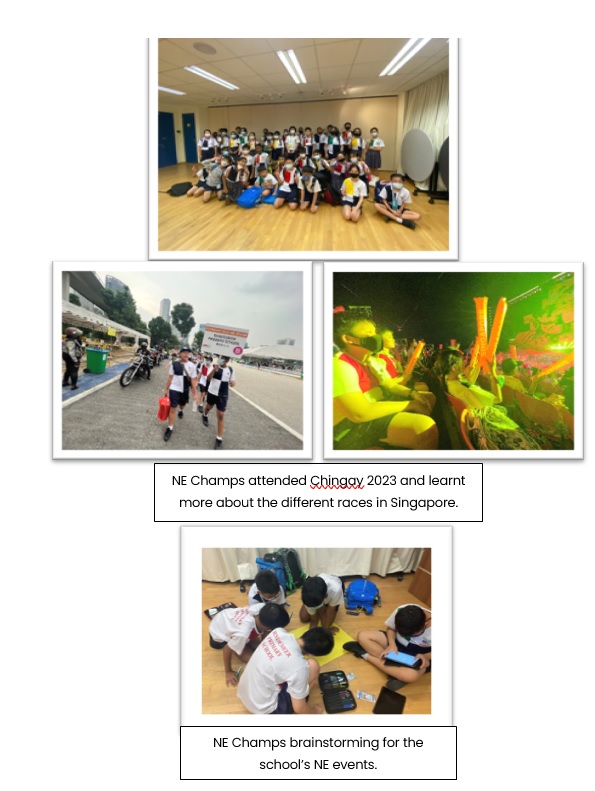 NE Champs attended Chingay 2023 and learnt
more about the different races in Singapore.
NE Champs brainstorming for the
school's NE events.